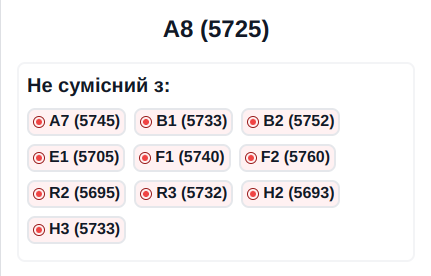 A8 (5725)
Не сумісний з:
A7 (5745) B1 (5733) B2 (5752)
E1 (5705) F1 (5740) F2 (5760)
R2 (5695) R3 (5732) H2 (5693)
H3 (5733)